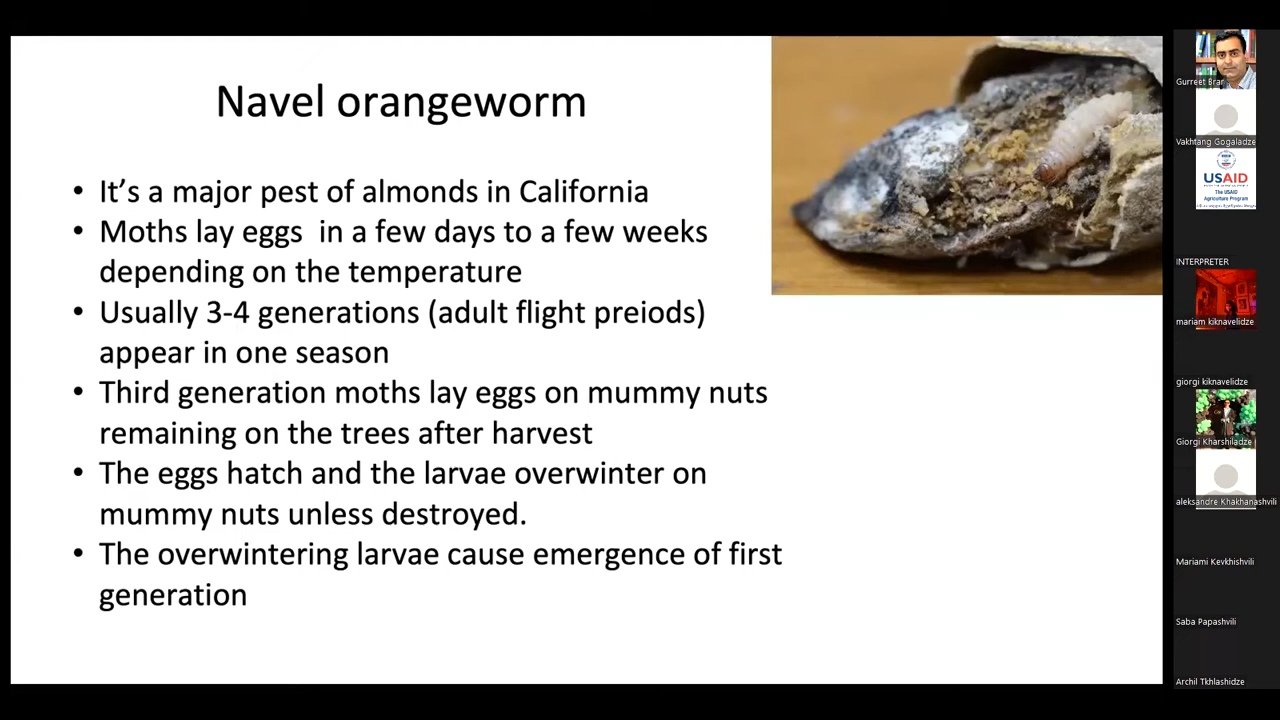 Navel orangeworm
• It’s a major pest of almonds in California
• Moths lay eggs  in a few days to a few weeks
depending on the temperature
• Usually 3-4 generations (adult flight preiods)
appear in one season
• Third generation moths lay eggs on mummy nuts
remaining on the trees after harvest
• The eggs hatch and the larvae overwinter on
mummy nuts unless destroyed.
• The overwintering larvae cause emergence of first
generation
Gurreet Brar
Vakhtang Gogaladze
USAID
The USAID
Agriculture Program
INTERPRETER
mariam kiknavelidze
giorgi kiknavelidze
Giorgi Kharshiladze
aleksandre Khakhanashvili
Mariami Kevkhishvili
Saba Papashvili
Archil Tkhlashidze